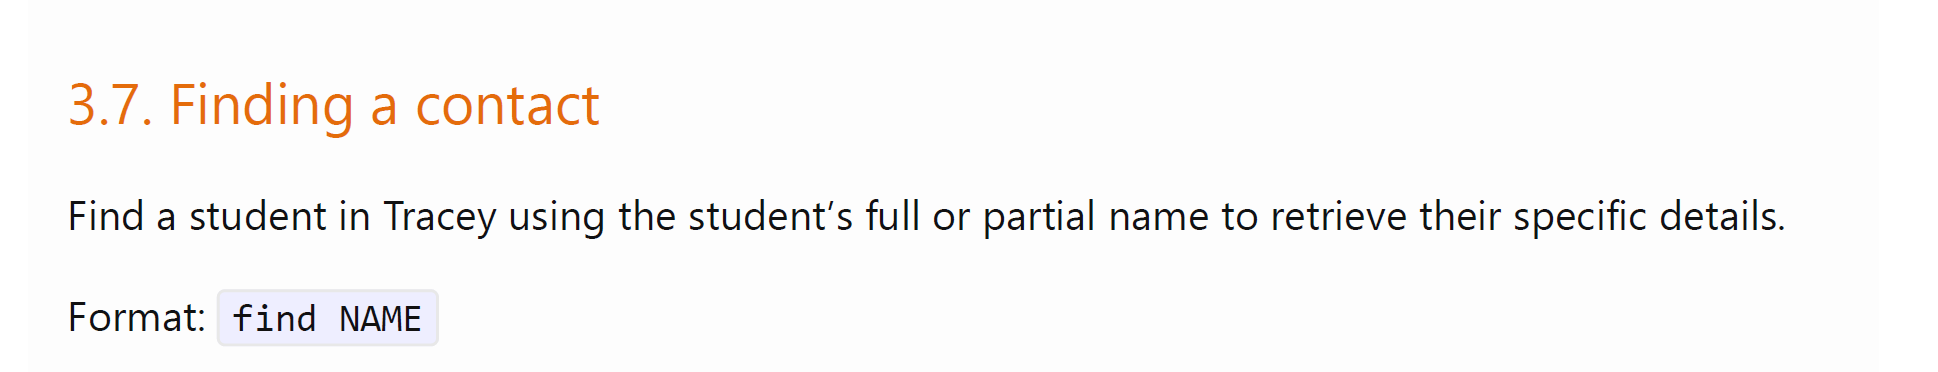 3.7. Finding a contact
Find a student in Tracey using the student’s full or partial name to retrieve their specific details.
Format: find NAME